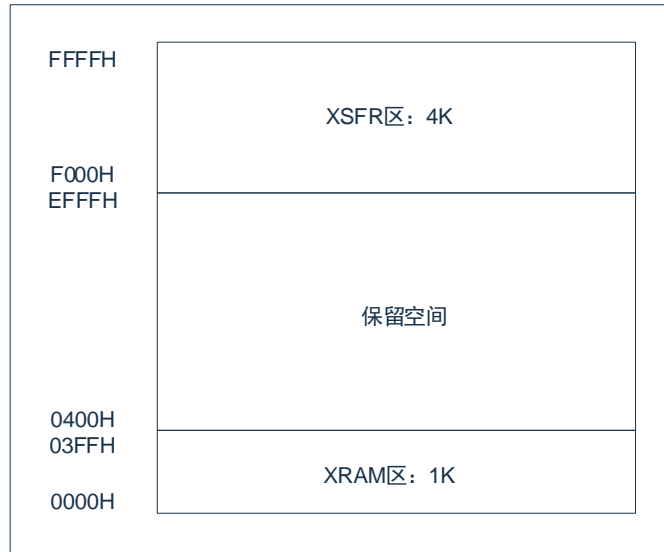 FFFFH
XSFR区：4K
F000H
EFFFH
保留空间
0400H
03FFH
XRAM区：1K
0000H